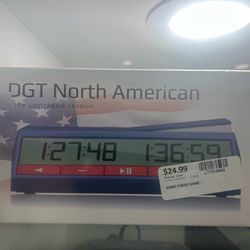 DGT North American
- The upgraded version -
1:27:48 1:36:59
$24.99
GAME CHESS GAME